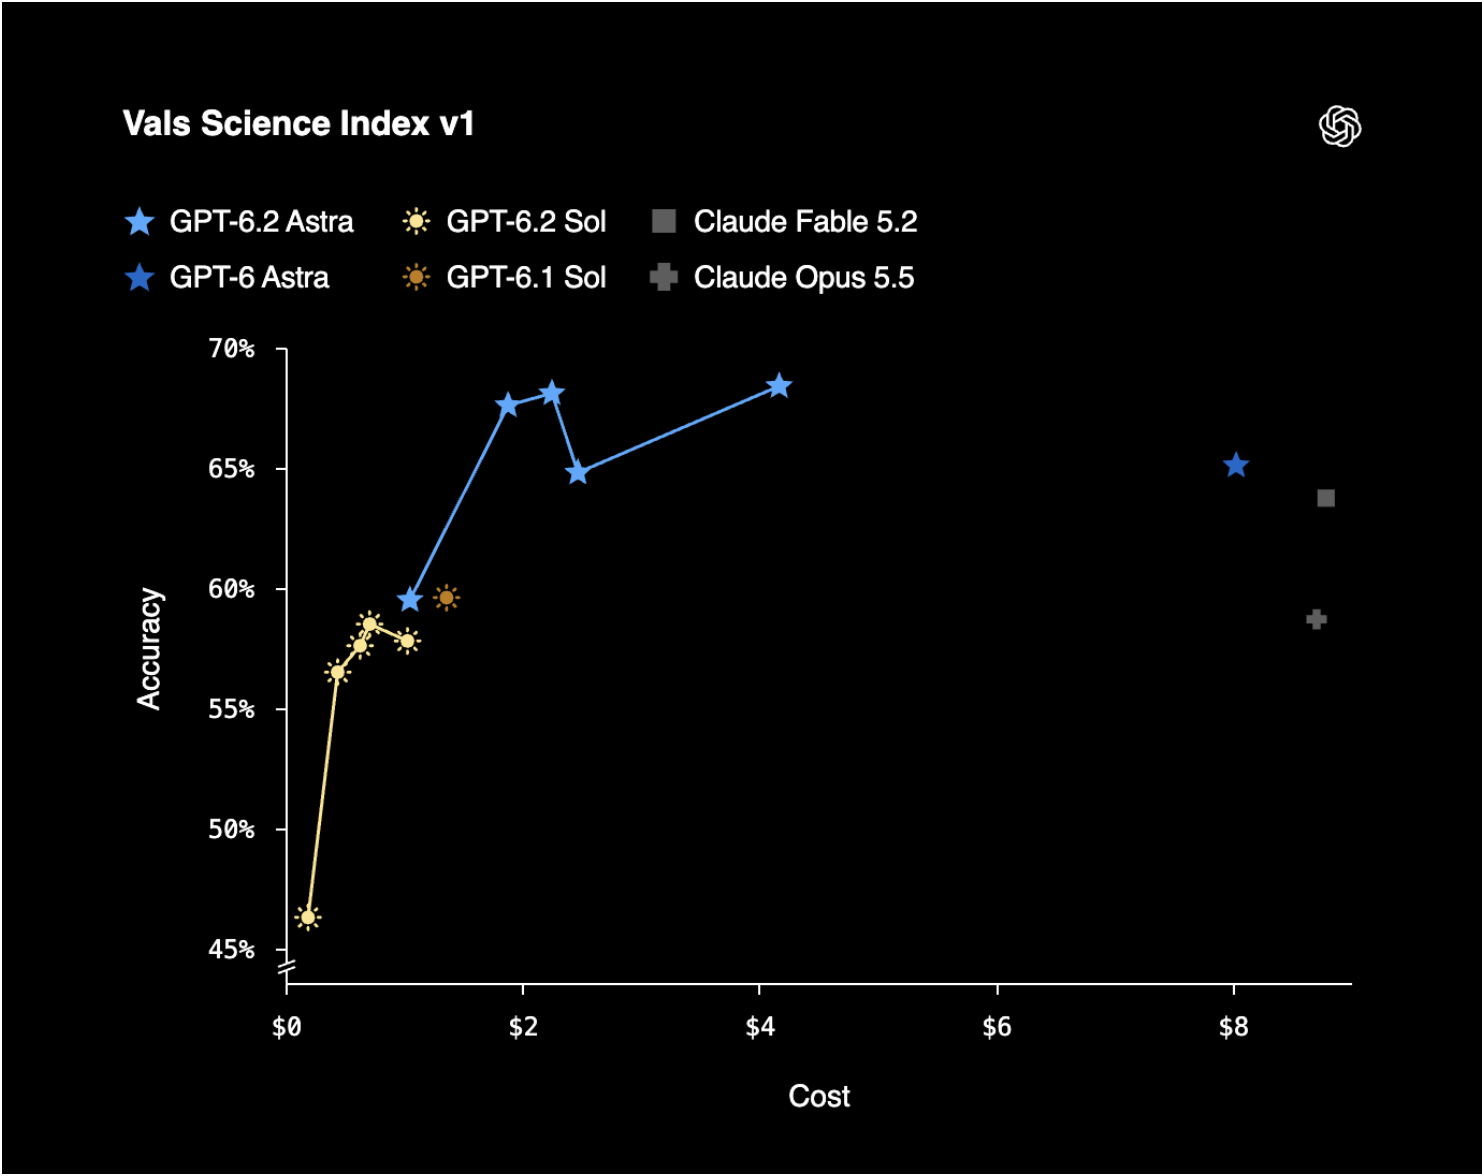 Vals Science Index v1
GPT-6.2 Astra
GPT-6.2 Sol
Claude Fable 5.2
GPT-6 Astra
GPT-6.1 Sol
Claude Opus 5.5
70%
65%
60%
55%
50%
45%
Accuracy
$0 $2 $4 $6 $8
Cost